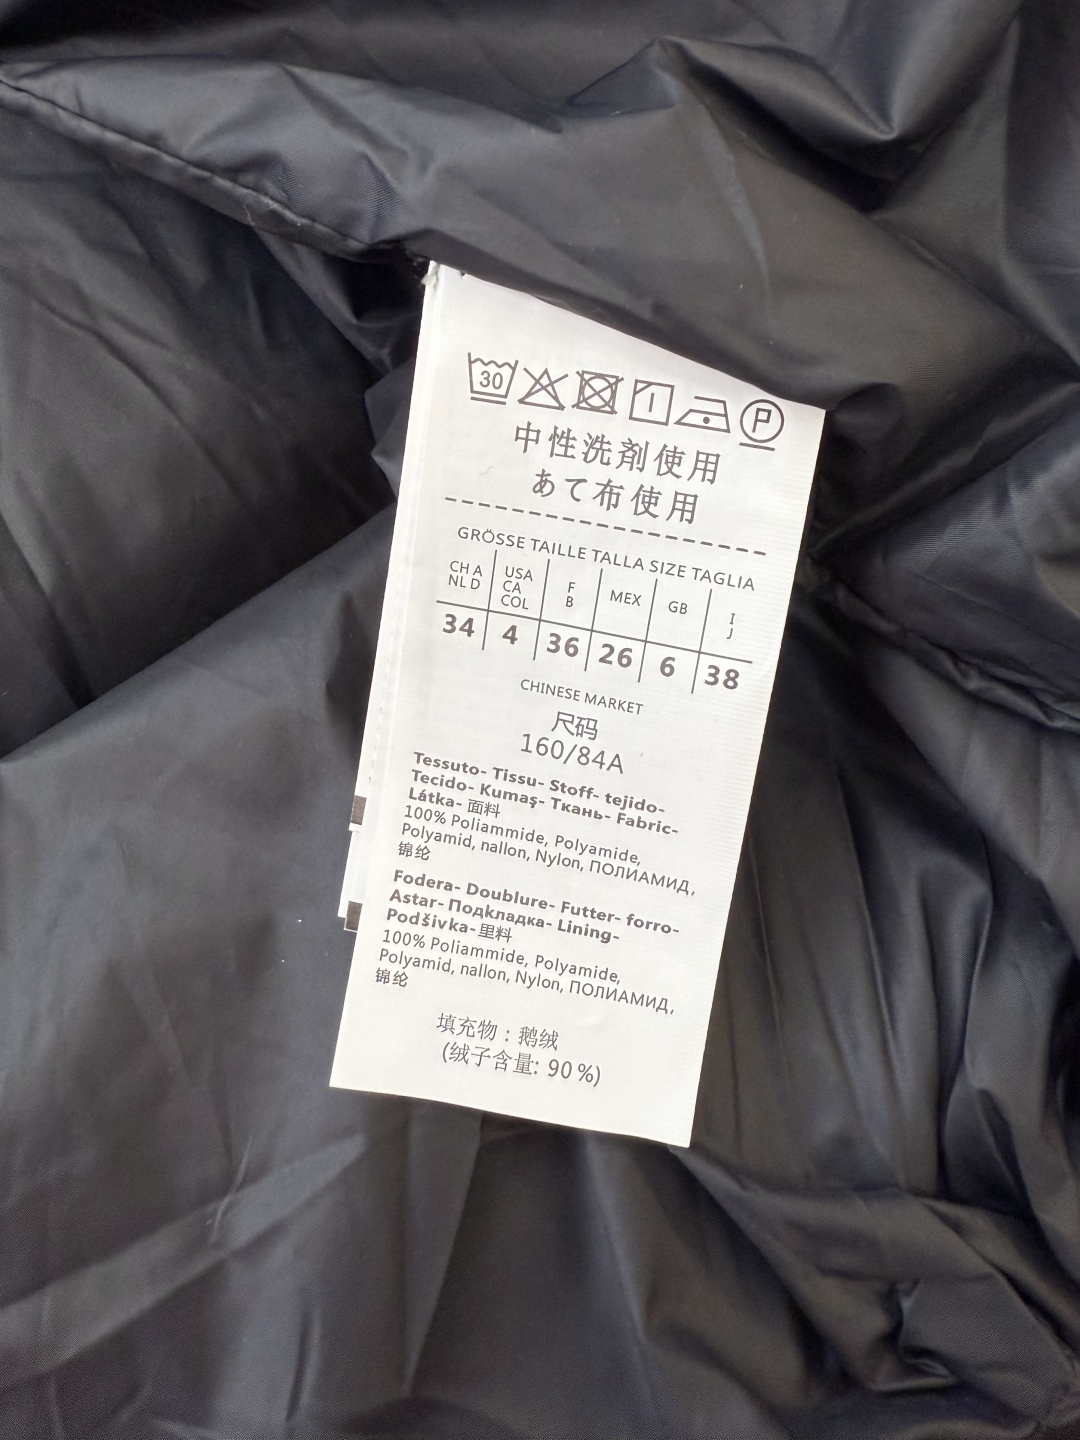 30 P
中性洗剤使用
あて布使用
GRÖSSE TAILLE TALLA SIZE TAGLIA
CH A NL D USA CA COL F B MEX GB I J
34 4 36 26 6 38
CHINESE MARKET
尺码
160/84A
Tessuto- Tissu- Stoff- tejido-
Tecido- Kumaş- Ткань- Fabric-
Látka- 面料
100% Poliammide, Polyamide,
Polyamid, nallon, Nylon, ПОЛИАМИД,
锦纶
Fodera- Doublure- Futter- forro-
Astar- Подкладка- Lining-
Podšivka-里料
100% Poliammide, Polyamide,
Polyamid, nallon, Nylon, ПОЛИАМИД,
锦纶
填充物：鹅绒
(绒子含量: 90%)